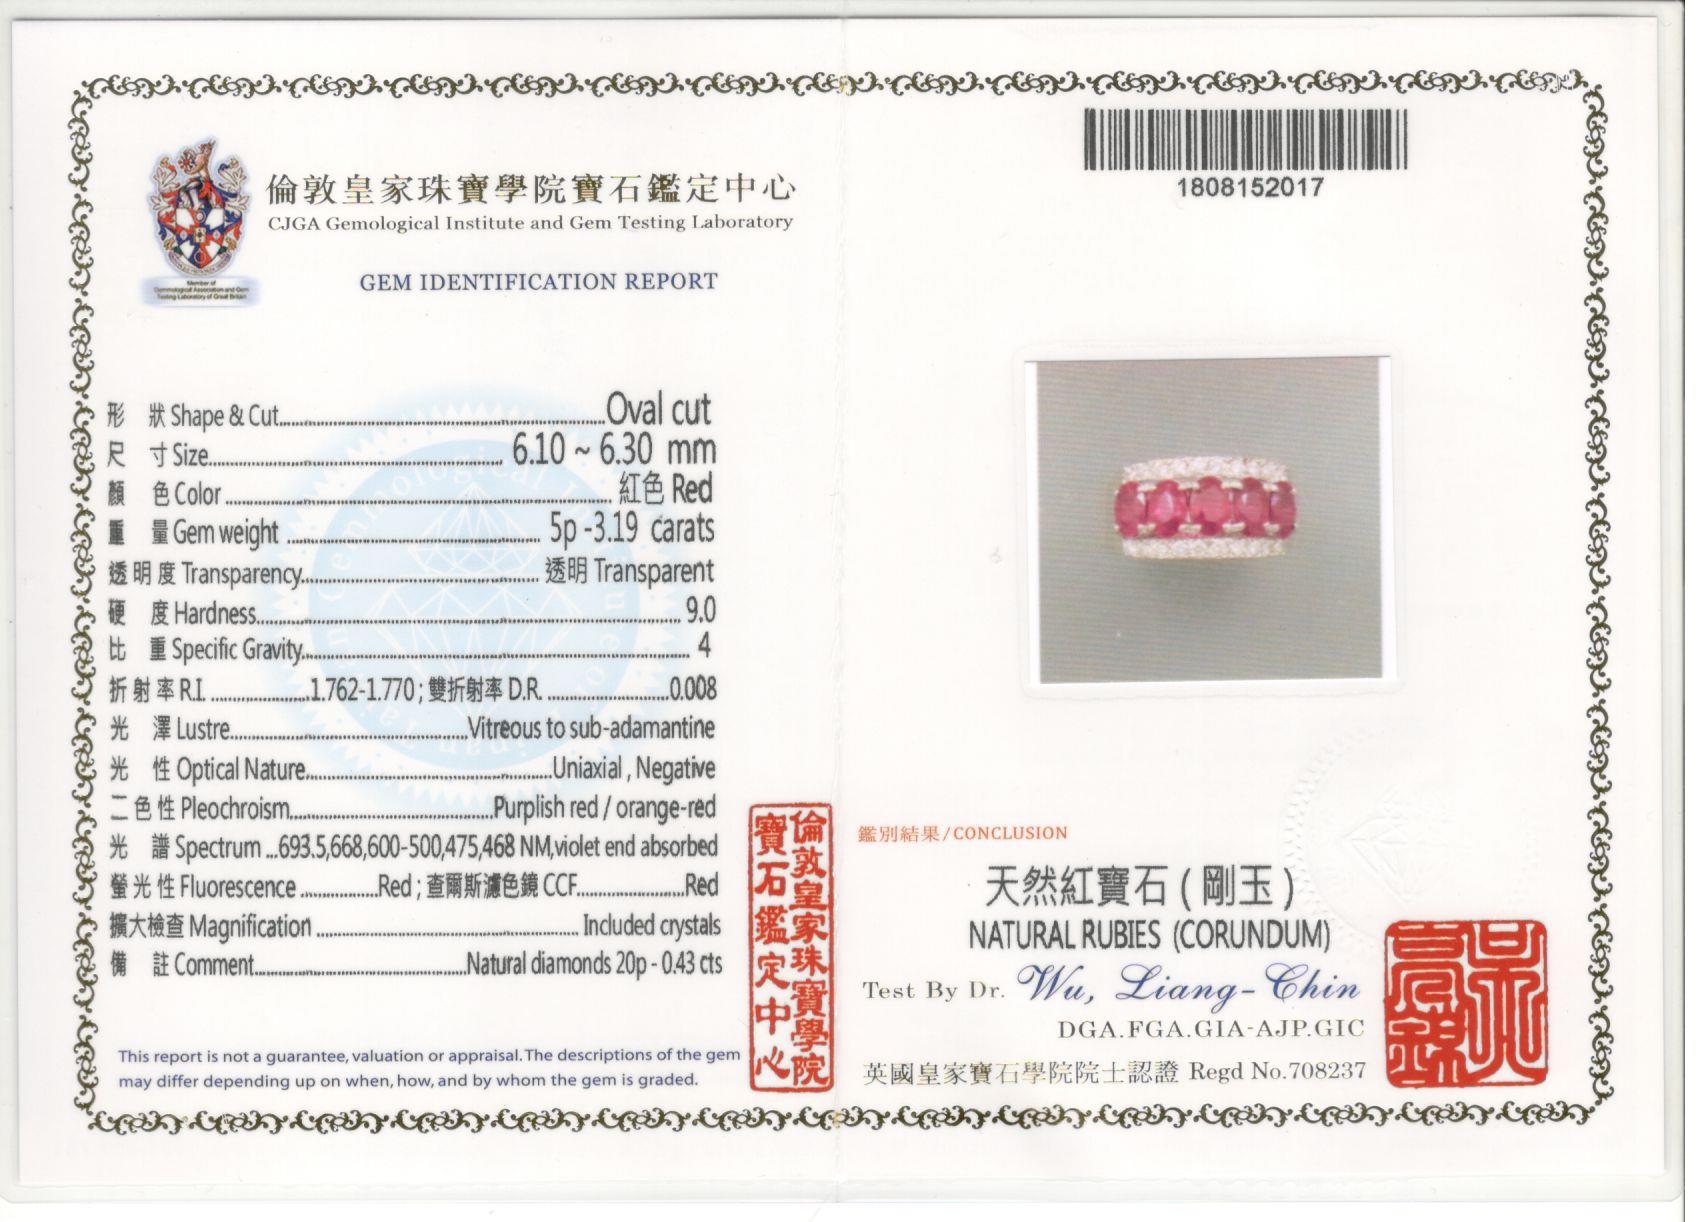 倫敦皇家珠寶學院寶石鑑定中心
CJGA Gemological Institute and Gem Testing Laboratory
Member of
Gemmological Association and Gem
Testing Laboratory of Great Britain
GEM IDENTIFICATION REPORT
形 狀 Shape & Cut Oval cut
尺 寸 Size 6.10 ~ 6.30 mm
顏 色 Color 紅色 Red
重 量 Gem weight 5p -3.19 carats
透明度 Transparency 透明 Transparent
硬 度 Hardness 9.0
比 重 Specific Gravity 4
折射率 R.I. 1.762-1.770 ; 雙折射率 D.R. 0.008
光 澤 Lustre Vitreous to sub-adamantine
光 性 Optical Nature Uniaxial , Negative
二色性 Pleochroism Purplish red / orange-red
光 譜 Spectrum ...693.5,668,600-500,475,468 NM,violet end absorbed
螢光性 Fluorescence Red ; 查爾斯濾色鏡 CCF Red
擴大檢查 Magnification Included crystals
備 註 Comment Natural diamonds 20p - 0.43 cts
This report is not a guarantee, valuation or appraisal. The descriptions of the gem
may differ depending up on when, how, and by whom the gem is graded.
倫敦皇家珠寶學院
寶石鑑定中心
1808152017
鑑別結果/CONCLUSION
天然紅寶石 ( 剛玉 )
NATURAL RUBIES (CORUNDUM)
Test By Dr. Wu, Liang-Chin
DGA.FGA.GIA-AJP.GIC
英國皇家寶石學院院士認證 Regd No.708237